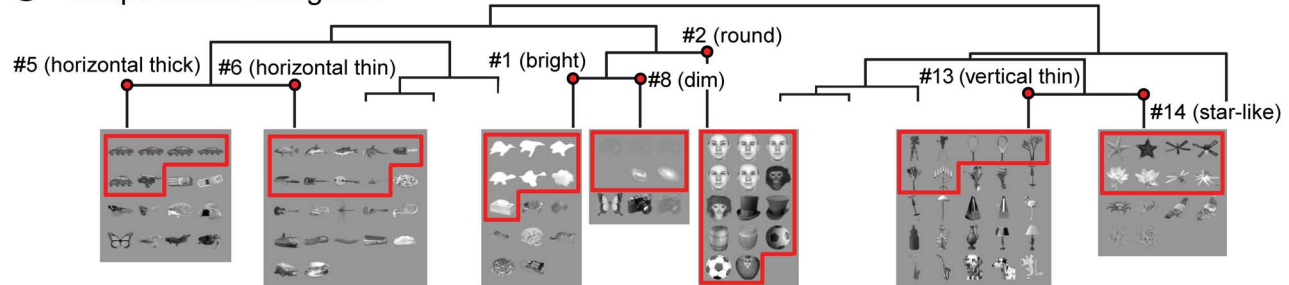 #2 (round)
#5 (horizontal thick)
#6 (horizontal thin)
#1 (bright)
#8 (dim)
#13 (vertical thin)
#14 (star-like)